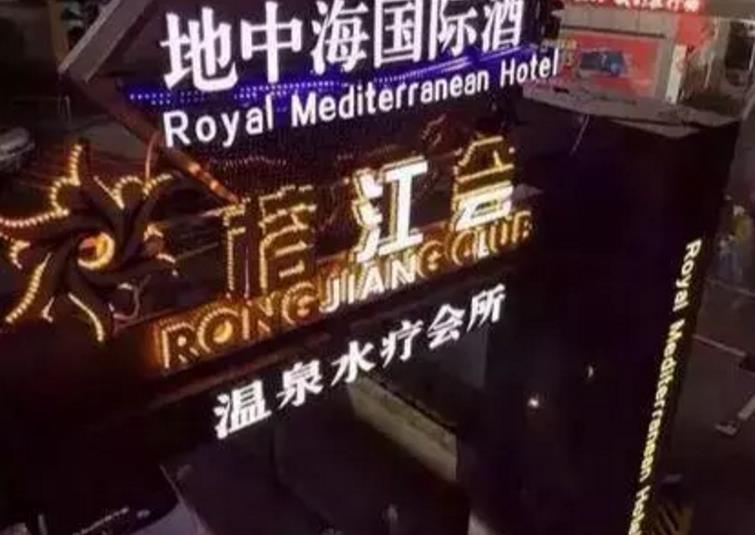 地中海国际酒
Royal Mediterranean Hotel
江会
RONGJIANG CLUB
温泉水疗会所
Royal Mediterranean Hotel